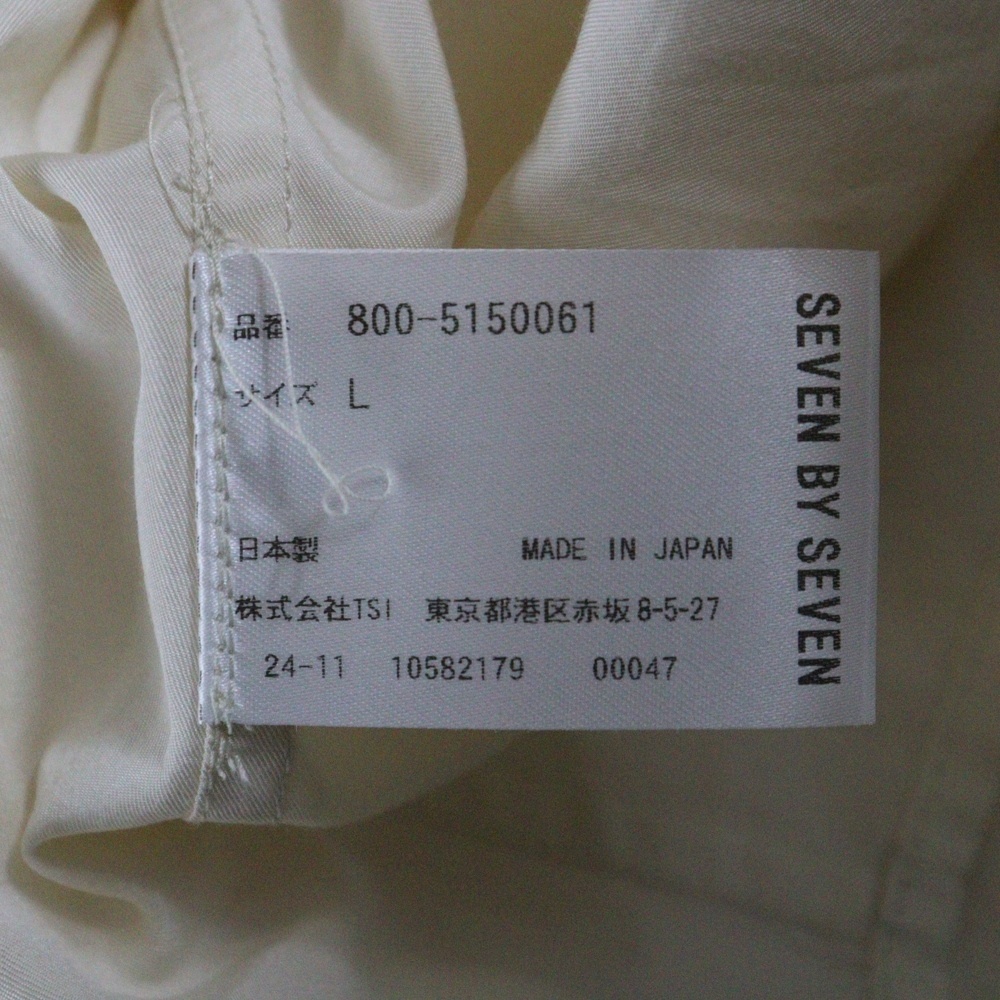 品番 800-5150061
サイズ L
日本製 MADE IN JAPAN
株式会社TSI 東京都港区赤坂8-5-27
24-11 10582179 00047
SEVEN BY SEVEN